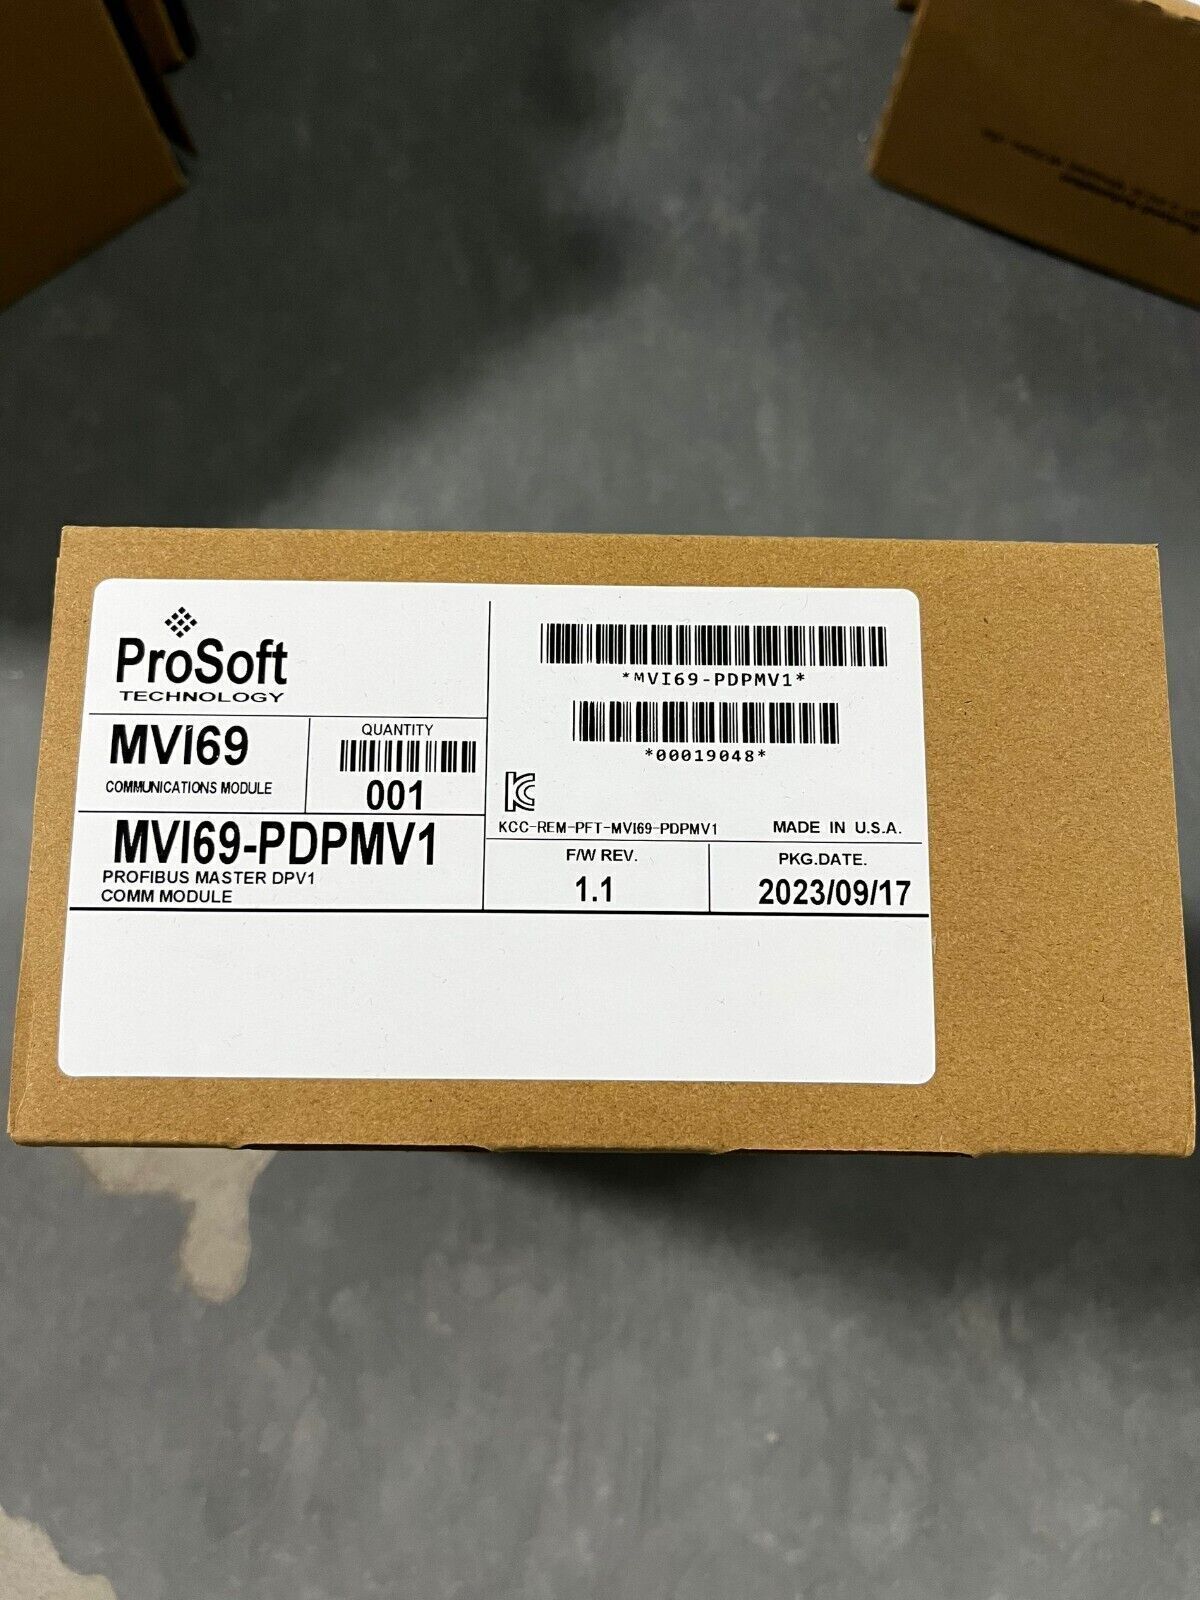 ProSoft
TECHNOLOGY
MVI69
COMMUNICATIONS MODULE
QUANTITY
001
MVI69-PDPMV1
PROFIBUS MASTER DPV1
COMM MODULE
*MVI69-PDPMV1*
*00019048*
KCC-REM-PFT-MVI69-PDPMV1
MADE IN U.S.A.
F/W REV.
1.1
PKG.DATE.
2023/09/17